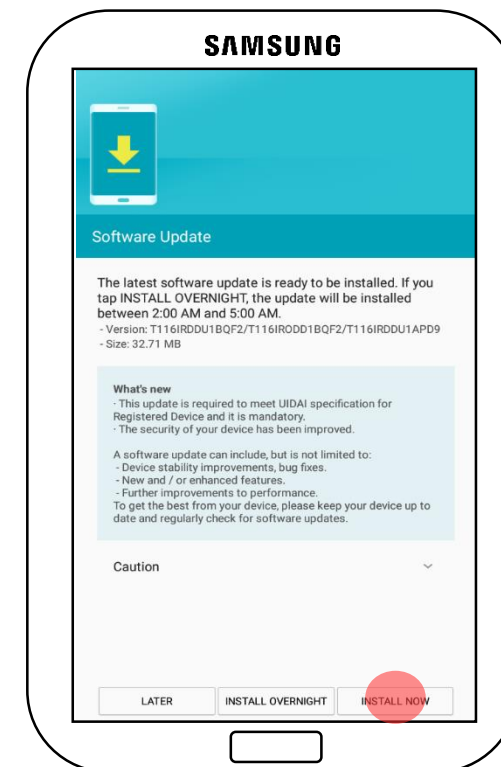 SAMSUNG
Software Update
The latest software update is ready to be installed. If you
tap INSTALL OVERNIGHT, the update will be installed
between 2:00 AM and 5:00 AM.
- Version: T116IRDDU1BQF2/T116IRODD1BQF2/T116IRDDU1APD9
- Size: 32.71 MB
What's new
- This update is required to meet UIDAI specification for
Registered Device and it is mandatory.
- The security of your device has been improved.
A software update can include, but is not limited to:
- Device stability improvements, bug fixes.
- New and / or enhanced features.
- Further improvements to performance.
To get the best from your device, please keep your device up to
date and regularly check for software updates.
Caution
LATER INSTALL OVERNIGHT INSTALL NOW